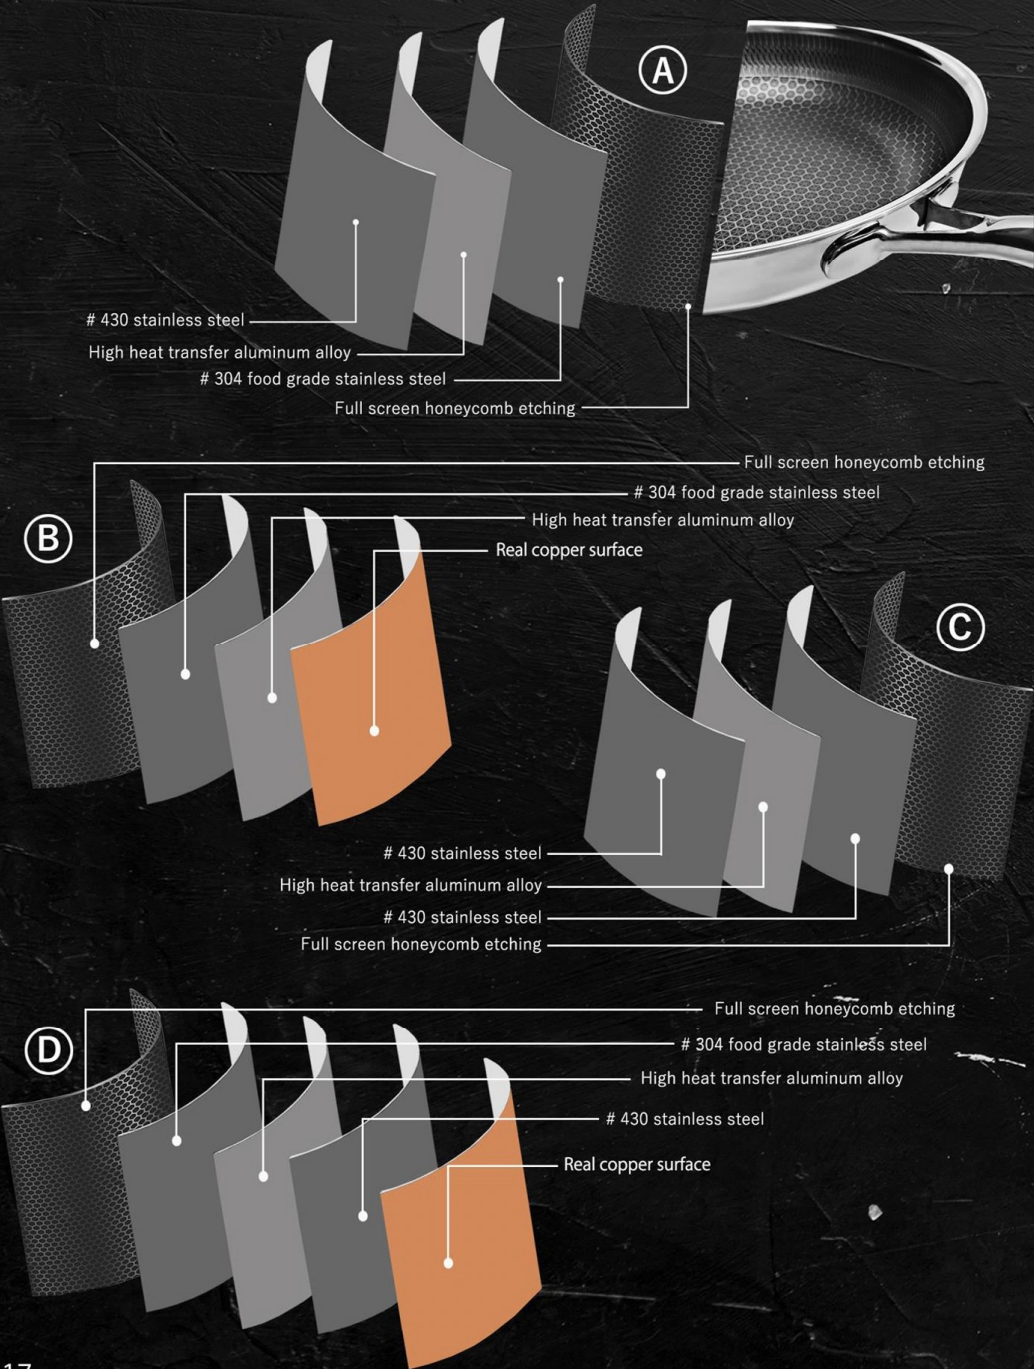 A
# 430 stainless steel
High heat transfer aluminum alloy
# 304 food grade stainless steel
Full screen honeycomb etching
B
Full screen honeycomb etching
# 304 food grade stainless steel
High heat transfer aluminum alloy
Real copper surface
C
# 430 stainless steel
High heat transfer aluminum alloy
# 430 stainless steel
Full screen honeycomb etching
D
Full screen honeycomb etching
# 304 food grade stainless steel
High heat transfer aluminum alloy
# 430 stainless steel
Real copper surface
17